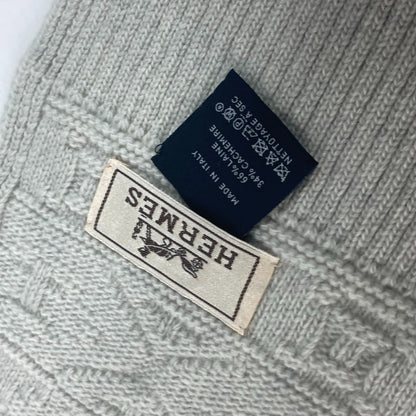 HERMES
MADE IN ITALY
66% LAINE
34% CACHEMIRE
NETTOYAGE A SEC